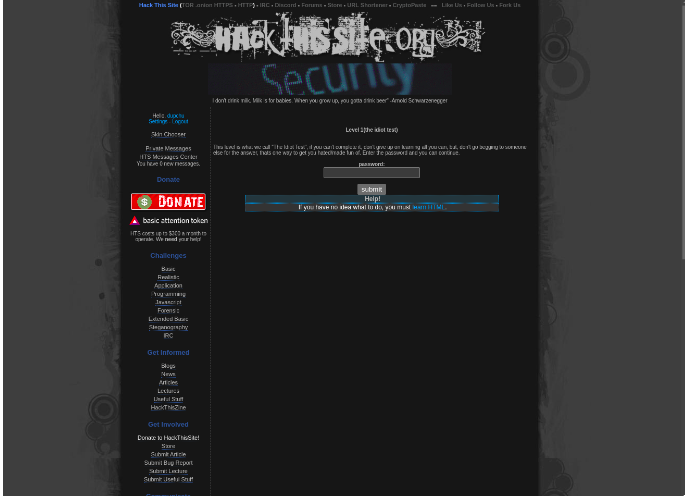 Hack This Site (TOR .onion HTTPS - HTTP) - IRC - Discord - Forums - Store - URL Shortener - CryptoPaste — Like Us - Follow Us - Fork Us
HackThisSite.org
Security
"I don't drink milk. Milk is for babies. When you grow up, you gotta drink beer" -Arnold Schwarzenegger
Hello,
Settings - Logout
Skin Chooser
Private Messages
HTS Messages Center
You have 0 new messages.
Donate
DONATE
basic attention token
HTS costs up to $300 a month to
operate. We need your help!
Challenges
Basic
Realistic
Application
Programming
Javascript
Forensic
Extended Basic
Steganography
IRC
Get Informed
Blogs
News
Articles
Lectures
Useful Stuff
HackThisZine
Get Involved
Donate to HackThisSite!
Store
Submit Article
Submit Bug Report
Submit Lecture
Submit Useful Stuff
Level 1(the idiot test)
This level is what we call "The Idiot Test", if you can't complete it, don't give up on learning all you can, but, don't go begging to someone
else for the answer, thats one way to get you hated/made fun of. Enter the password and you can continue.
password:
submit
Help!
If you have no idea what to do, you must learn HTML.